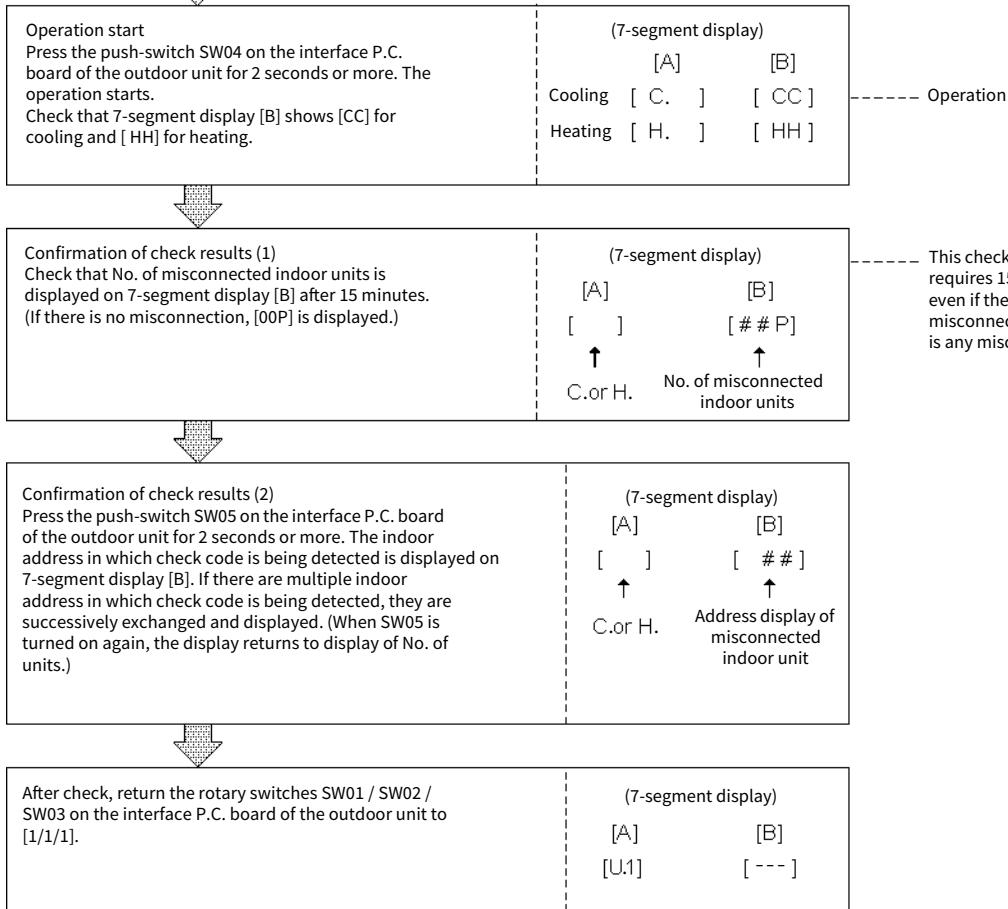 Operation start
Press the push-switch SW04 on the interface P.C.
board of the outdoor unit for 2 seconds or more. The
operation starts.
Check that 7-segment display [B] shows [CC] for
cooling and [ HH] for heating.
(7-segment display)
[A] [B]
Cooling [ C. ] [ CC ]
Heating [ H. ] [ HH ]
Operation
Confirmation of check results (1)
Check that No. of misconnected indoor units is
displayed on 7-segment display [B] after 15 minutes.
(If there is no misconnection, [00P] is displayed.)
(7-segment display)
[A] [B]
[ ] [ # # P]
C.or H.
No. of misconnected
indoor units
This check
requires
even if the
is any
Confirmation of check results (2)
Press the push-switch SW05 on the interface P.C. board
of the outdoor unit for 2 seconds or more. The indoor
address in which check code is being detected is displayed on
7-segment display [B]. If there are multiple indoor
address in which check code is being detected, they are
successively exchanged and displayed. (When SW05 is
turned on again, the display returns to display of No. of
units.)
(7-segment display)
[A] [B]
[ ] [ # # ]
C.or H.
Address display of
misconnected
indoor unit
After check, return the rotary switches SW01 / SW02 /
SW03 on the interface P.C. board of the outdoor unit to
[1/1/1].
(7-segment display)
[A] [B]
[U.1] [ --- ]